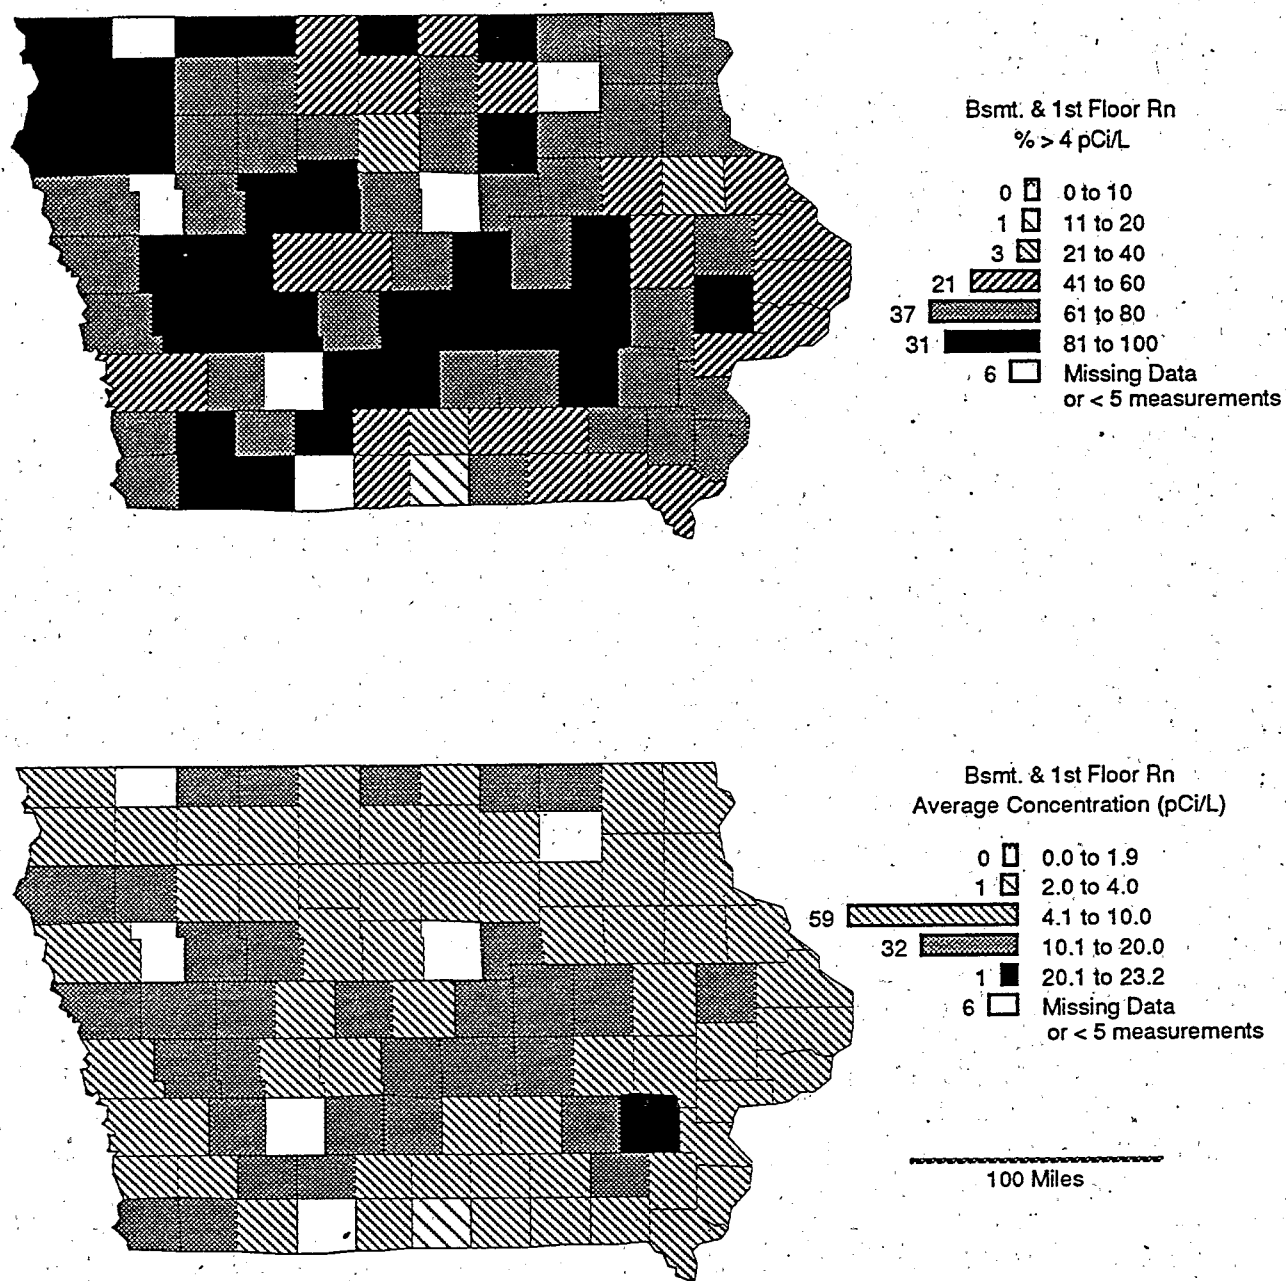 Bsmt. & 1st Floor Rn
% > 4 pCi/L
0 0 to 10
1 11 to 20
3 21 to 40
21 41 to 60
37 61 to 80
31 81 to 100
6 Missing Data
or < 5 measurements
Bsmt. & 1st Floor Rn
Average Concentration (pCi/L)
0 0.0 to 1.9
1 2.0 to 4.0
59 4.1 to 10.0
32 10.1 to 20.0
1 20.1 to 23.2
6 Missing Data
or < 5 measurements
100 Miles